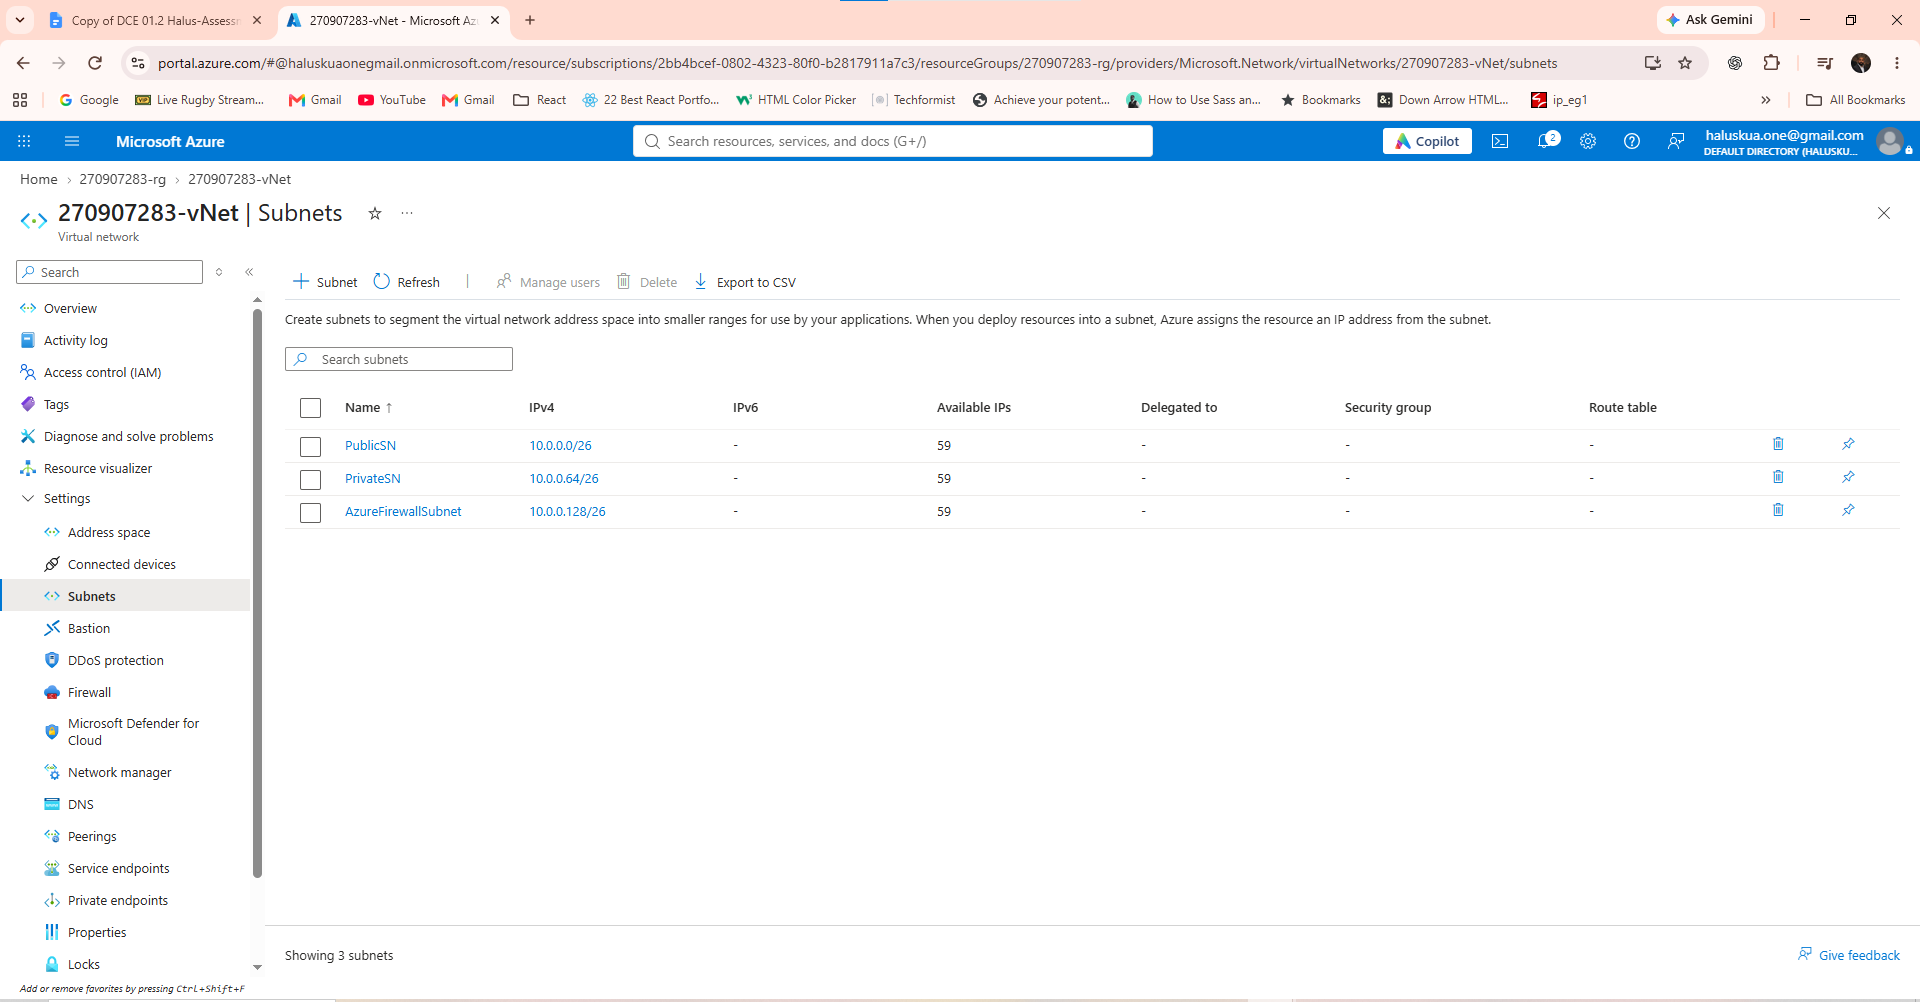 Copy of DCE 01.2 Halus-Assessm
270907283-vNet - Microsoft Az
Ask Gemini
portal.azure.com/#@haluskuaonegmail.onmicrosoft.com/resource/subscriptions/2bb4bcef-0802-4323-80f0-b2817911a7c3/resourceGroups/270907283-rg/providers/Microsoft.Network/virtualNetworks/270907283-vNet/subnets
Google Live Rugby Stream... Gmail YouTube Gmail React 22 Best React Portfo... HTML Color Picker Techformist Achieve your potent... How to Use Sass an... Bookmarks Down Arrow HTML... ip_eg1 » All Bookmarks
Microsoft Azure
Search resources, services, and docs (G+/)
Copilot
2
haluskua.one@gmail.com
DEFAULT DIRECTORY (HALUSKU...
Home > 270907283-rg > 270907283-vNet
270907283-vNet | Subnets
Virtual network
Search
Overview
Activity log
Access control (IAM)
Tags
Diagnose and solve problems
Resource visualizer
Settings
Address space
Connected devices
Subnets
Bastion
DDoS protection
Firewall
Microsoft Defender for
Cloud
Network manager
DNS
Peerings
Service endpoints
Private endpoints
Properties
Locks
Add or remove favorites by pressing Ctrl+Shift+F
Subnet Refresh | Manage users Delete Export to CSV
Create subnets to segment the virtual network address space into smaller ranges for use by your applications. When you deploy resources into a subnet, Azure assigns the resource an IP address from the subnet.
Search subnets
Name ↑ IPv4 IPv6 Available IPs Delegated to Security group Route table
PublicSN 10.0.0.0/26 - 59 - - -
PrivateSN 10.0.0.64/26 - 59 - - -
AzureFirewallSubnet 10.0.0.128/26 - 59 - - -
Showing 3 subnets
Give feedback